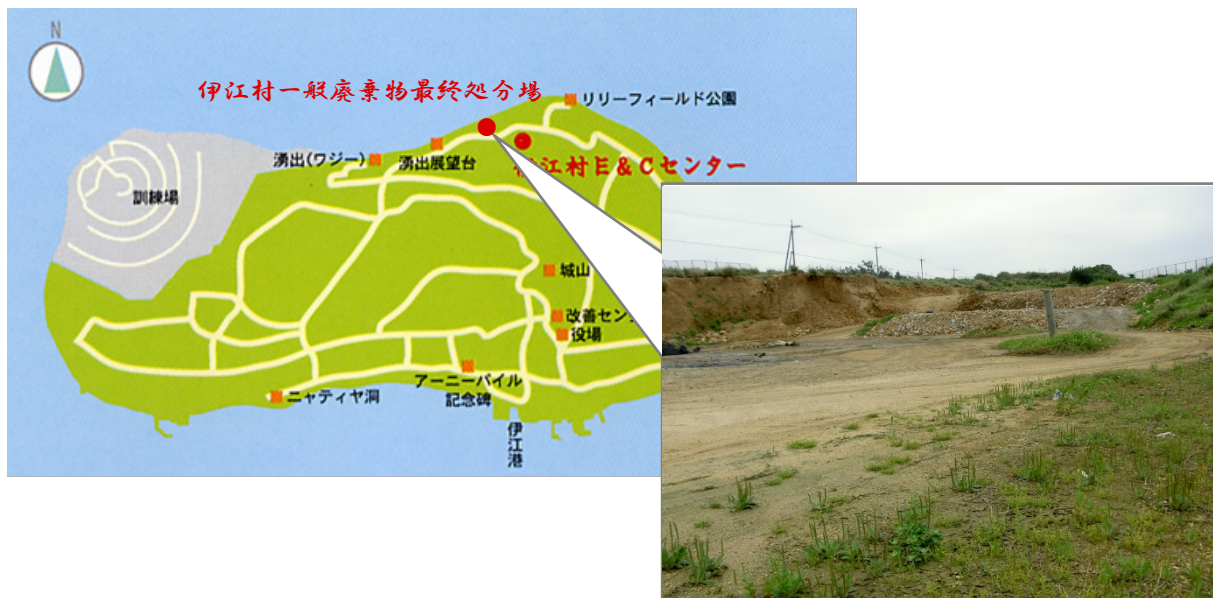 N
伊江村一般廃棄物最終処分場
リリーフィールド公園
湧出(ワジー)
湧出展望台
江村E&Cセンター
訓練場
城山
改善セン
役場
アーニーパイル
記念碑
ニャティヤ洞
伊江港